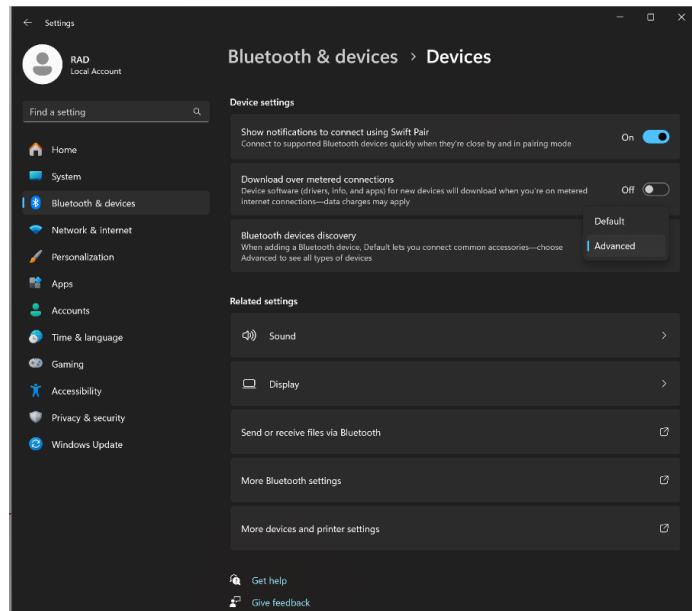 Settings
RAD
Local Account
Find a setting
Home
System
Bluetooth & devices
Network & internet
Personalization
Apps
Accounts
Time & language
Gaming
Accessibility
Privacy & security
Windows Update
Bluetooth & devices > Devices
Device settings
Show notifications to connect using Swift Pair
Connect to supported Bluetooth devices quickly when they're close by and in pairing mode
On
Download over metered connections
Device software (drivers, info, and apps) for new devices will download when you're on metered
internet connections—data charges may apply
Off
Bluetooth devices discovery
When adding a Bluetooth device, Default lets you connect common accessories—choose
Advanced to see all types of devices
Default
Advanced
Related settings
Sound
Display
Send or receive files via Bluetooth
More Bluetooth settings
More devices and printer settings
Get help
Give feedback